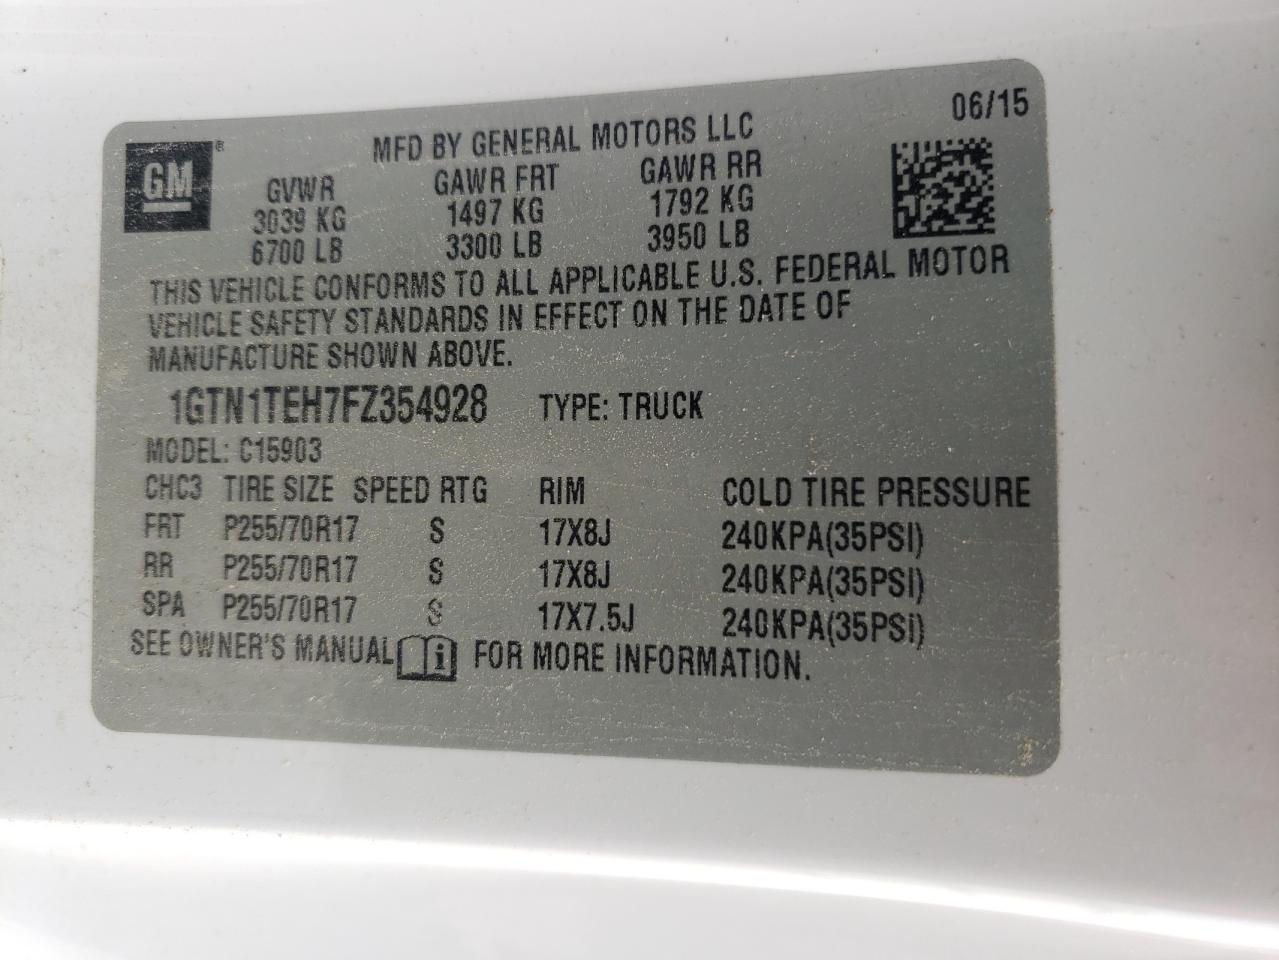 06/15
GM®
MFD BY GENERAL MOTORS LLC
GVWR GAWR FRT GAWR RR
3039 KG 1497 KG 1792 KG
6700 LB 3300 LB 3950 LB
THIS VEHICLE CONFORMS TO ALL APPLICABLE U.S. FEDERAL MOTOR
VEHICLE SAFETY STANDARDS IN EFFECT ON THE DATE OF
MANUFACTURE SHOWN ABOVE.
1GTN1TEH7FZ354928 TYPE: TRUCK
MODEL: C15903
CHC3 TIRE SIZE SPEED RTG RIM COLD TIRE PRESSURE
FRT P255/70R17 S 17X8J 240KPA(35PSI)
RR P255/70R17 S 17X8J 240KPA(35PSI)
SPA P255/70R17 S 17X7.5J 240KPA(35PSI)
SEE OWNER'S MANUAL i FOR MORE INFORMATION.